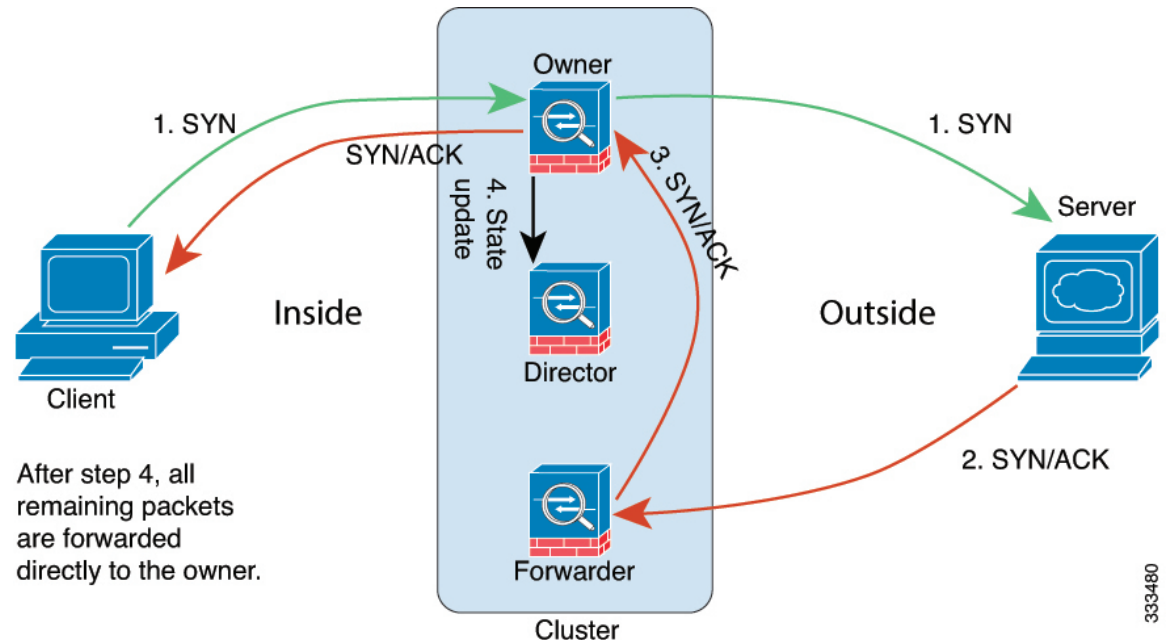 Owner
1. SYN
1. SYN
SYN/ACK
3. SYN/ACK
4. State
update
Server
Inside
Outside
Director
Client
2. SYN/ACK
After step 4, all
remaining packets
are forwarded
directly to the owner.
Forwarder
Cluster
333480